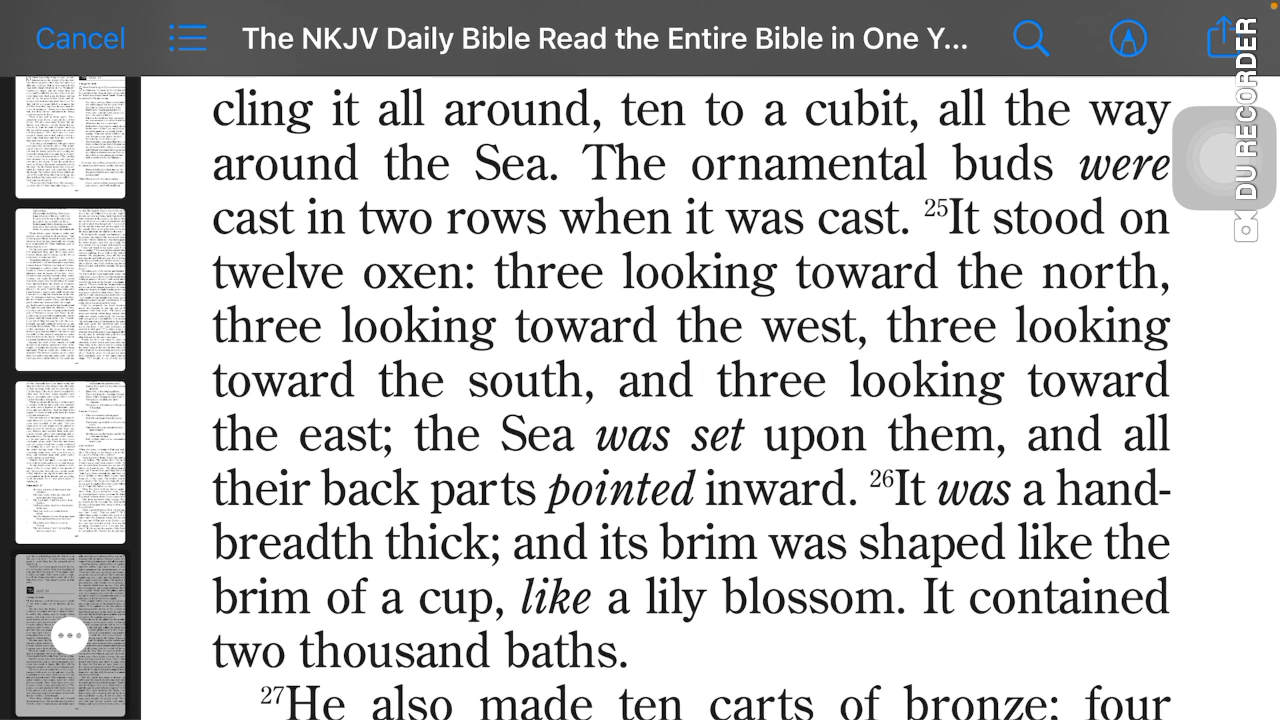 Cancel
The NKJV Daily Bible Read the Entire Bible in One Y...
cling it all around, ten to a cubit, all the way
around the Sea. The ornamental buds were
cast in two rows when it was cast. 25It stood on
twelve oxen: three looking toward the north,
three looking toward the west, three looking
toward the south, and three looking toward
the east; the Sea was set upon them, and all
their back parts pointed inward. 26It was a hand-
breadth thick; and its brim was shaped like the
brim of a cup, like a lily blossom. It contained
two thousand baths.
27He also made ten carts of bronze; four
DU RECORDER